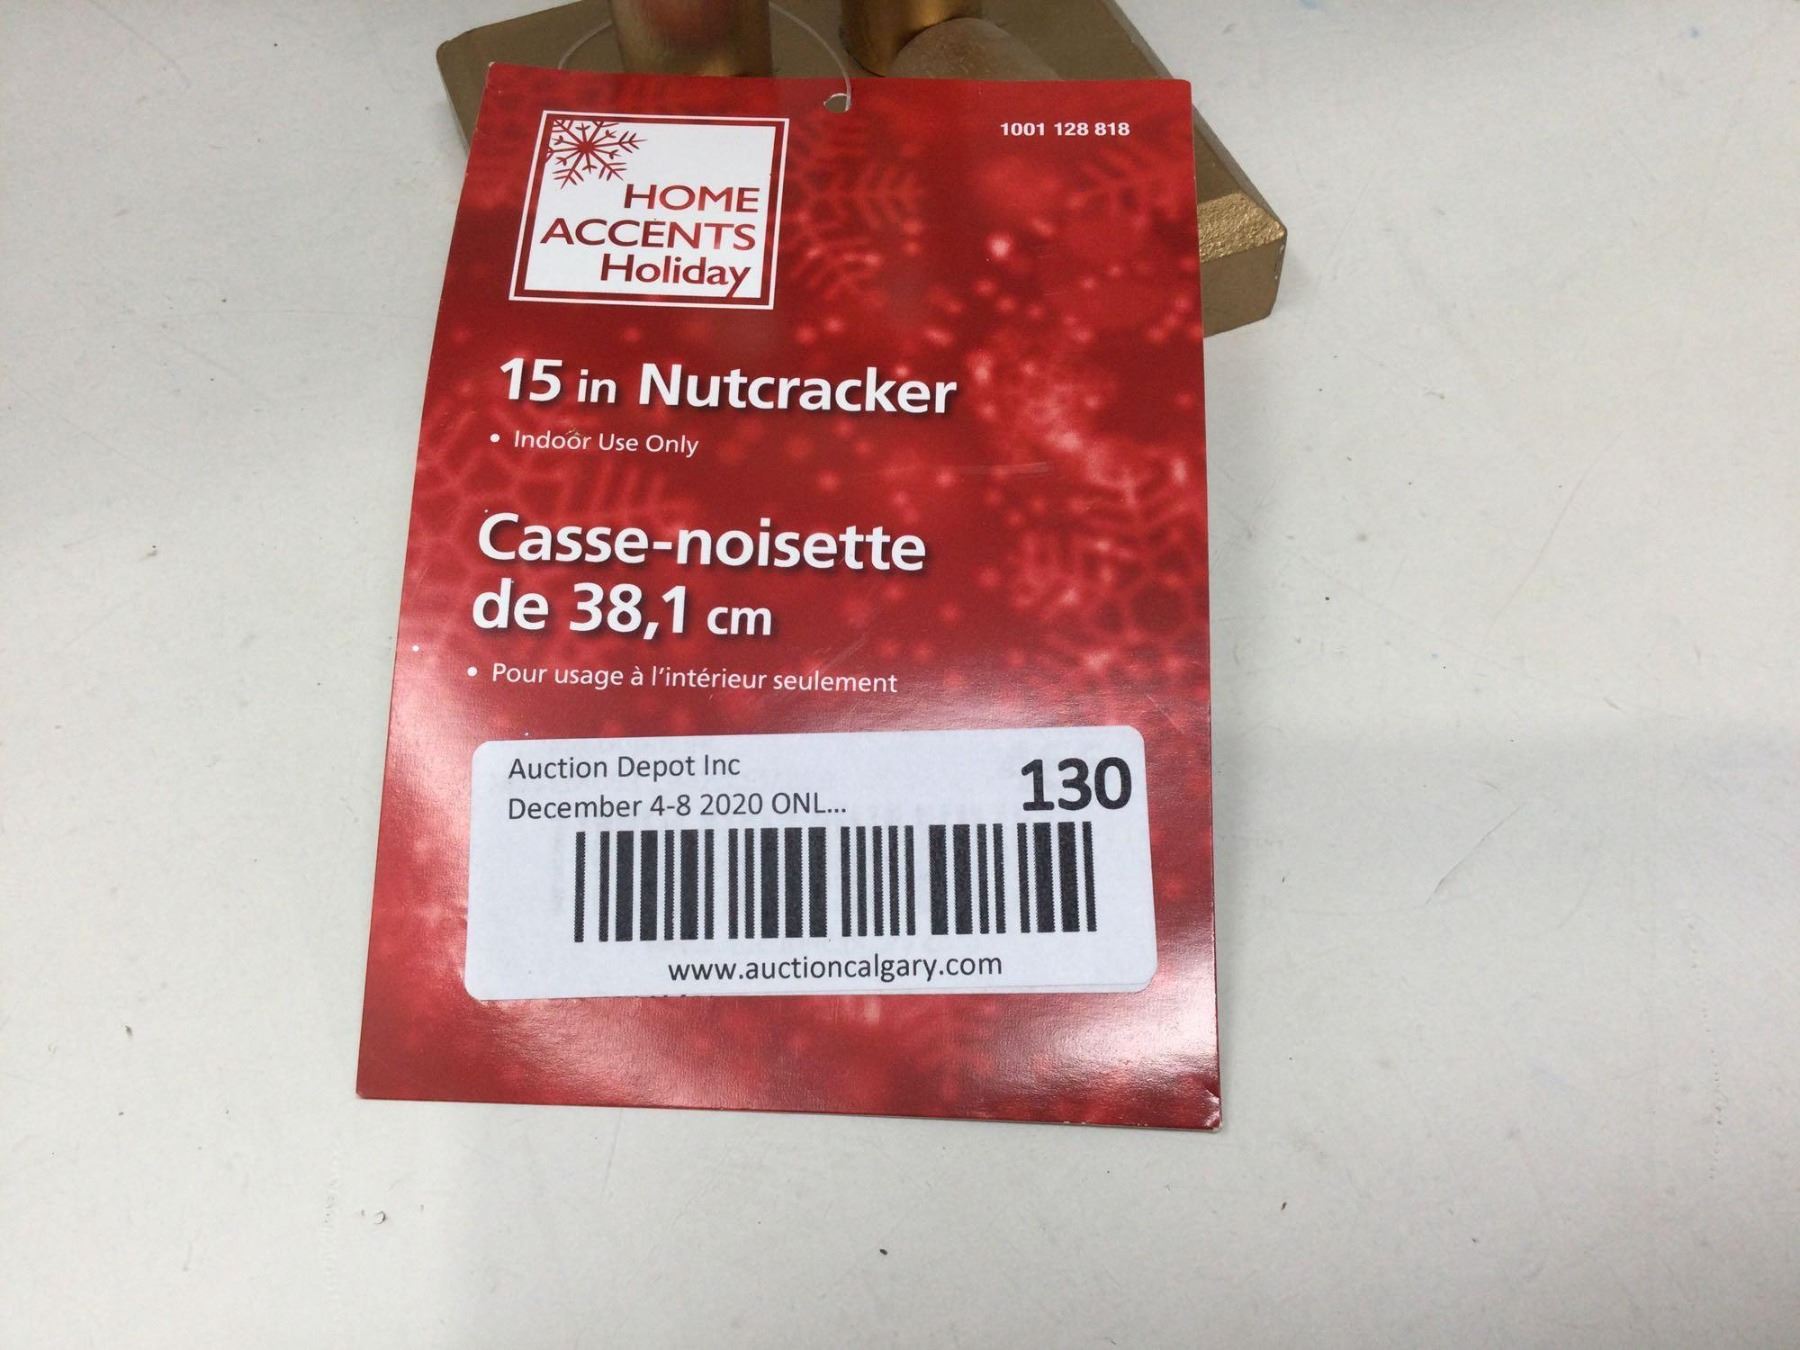 HOME
ACCENTS
Holiday
1001 128 818
15 in Nutcracker
• Indoor Use Only
Casse-noisette
de 38,1 cm
• Pour usage à l'intérieur seulement
Auction Depot Inc
130
December 4-8 2020 ONL...
www.auctioncalgary.com